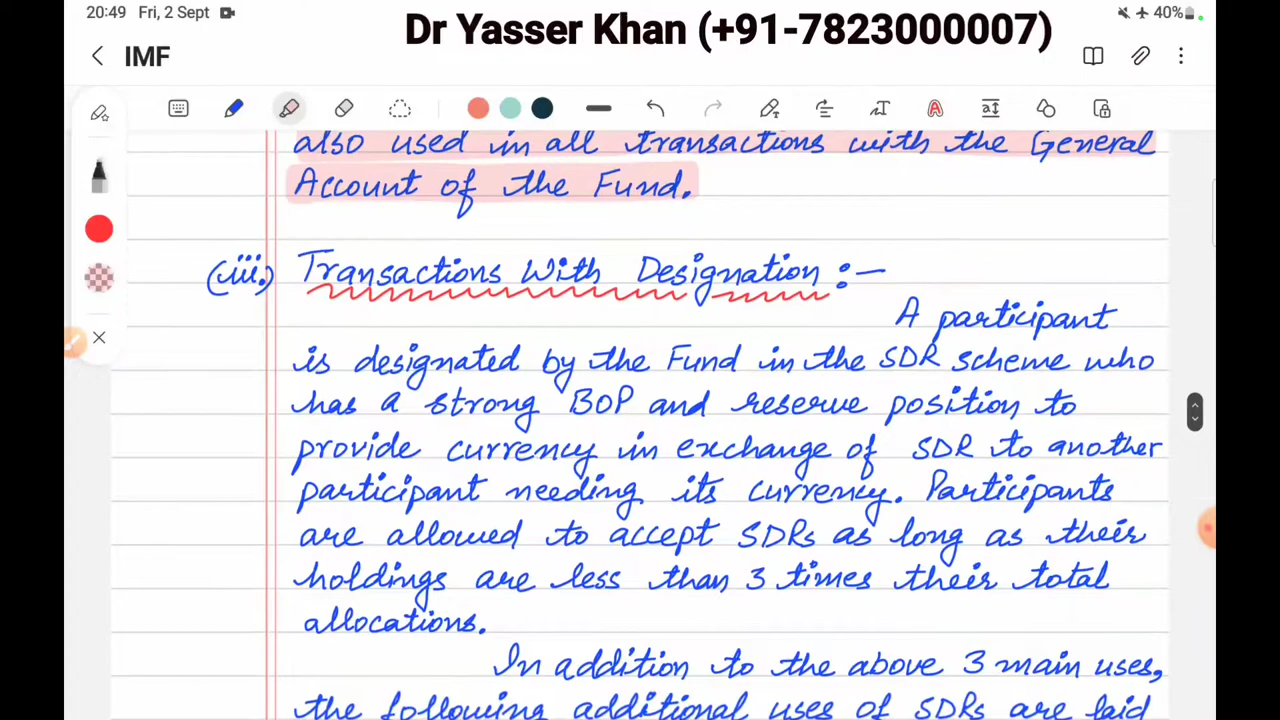 20:49 Fri, 2 Sept 40%
Dr Yasser Khan (+91-7823000007)
IMF
also used in all transactions with the General
Account of the Fund.
(iii.) Transactions With Designation :-
A participant
is designated by the Fund in the SDR scheme who
has a strong BOP and reserve position to
provide currency in exchange of SDR to another
participant needing its currency. Participants
are allowed to accept SDRs as long as their
holdings are less than 3 times their total
allocations.
In addition to the above 3 main uses,
the following additional uses of SDRs are laid